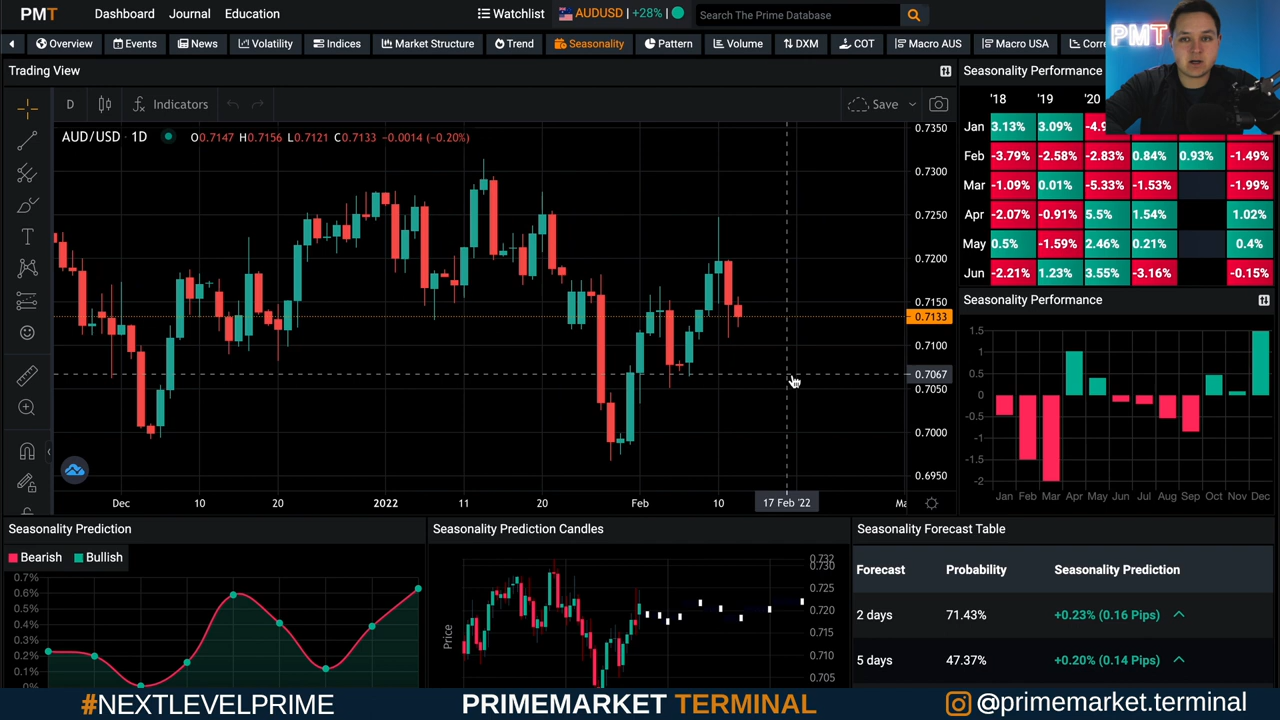 PMT Dashboard Journal Education Watchlist AUDUSD +28% Search The Prime Database
PMT
Overview Events News Volatility Indices Market Structure Trend Seasonality Pattern Volume DXM COT Macro AUS Macro USA
Trading View
D Indicators Save
AUD/USD · 1D O0.7147 H0.7156 L0.7121 C0.7133 -0.0014 (-0.20%)
0.7350
0.7300
0.7250
0.7200
0.7150
0.7133
0.7100
0.7067
0.7050
0.7000
0.6950
Dec 10 20 2022 11 20 Feb 10 17 Feb '22
Seasonality Performance
'18 '19 '20
Jan 3.13% 3.09%
Feb -3.79% -2.58% -2.83% 0.84% 0.93% -1.49%
Mar -1.09% 0.01% -5.33% -1.53% -1.99%
Apr -2.07% -0.91% 5.5% 1.54% 1.02%
May 0.5% -1.59% 2.46% 0.21% 0.4%
Jun -2.21% 1.23% 3.55% -3.16% -0.15%
Seasonality Performance
1.5
1
0.5
0
-0.5
-1
-1.5
-2
Jan Feb Mar Apr May Jun Jul Aug Sep Oct Nov Dec
Seasonality Prediction
Bearish Bullish
0.7%
0.6%
0.5%
0.4%
0.3%
0.2%
0.1%
0%
Seasonality Prediction Candles
Price
0.732
0.730
0.725
0.720
0.715
0.710
0.705
Seasonality Forecast Table
Forecast Probability Seasonality Prediction
2 days 71.43% +0.23% (0.16 Pips)
5 days 47.37% +0.20% (0.14 Pips)
#NEXTLEVELPRIME PRIMEMARKET TERMINAL @primemarket.terminal